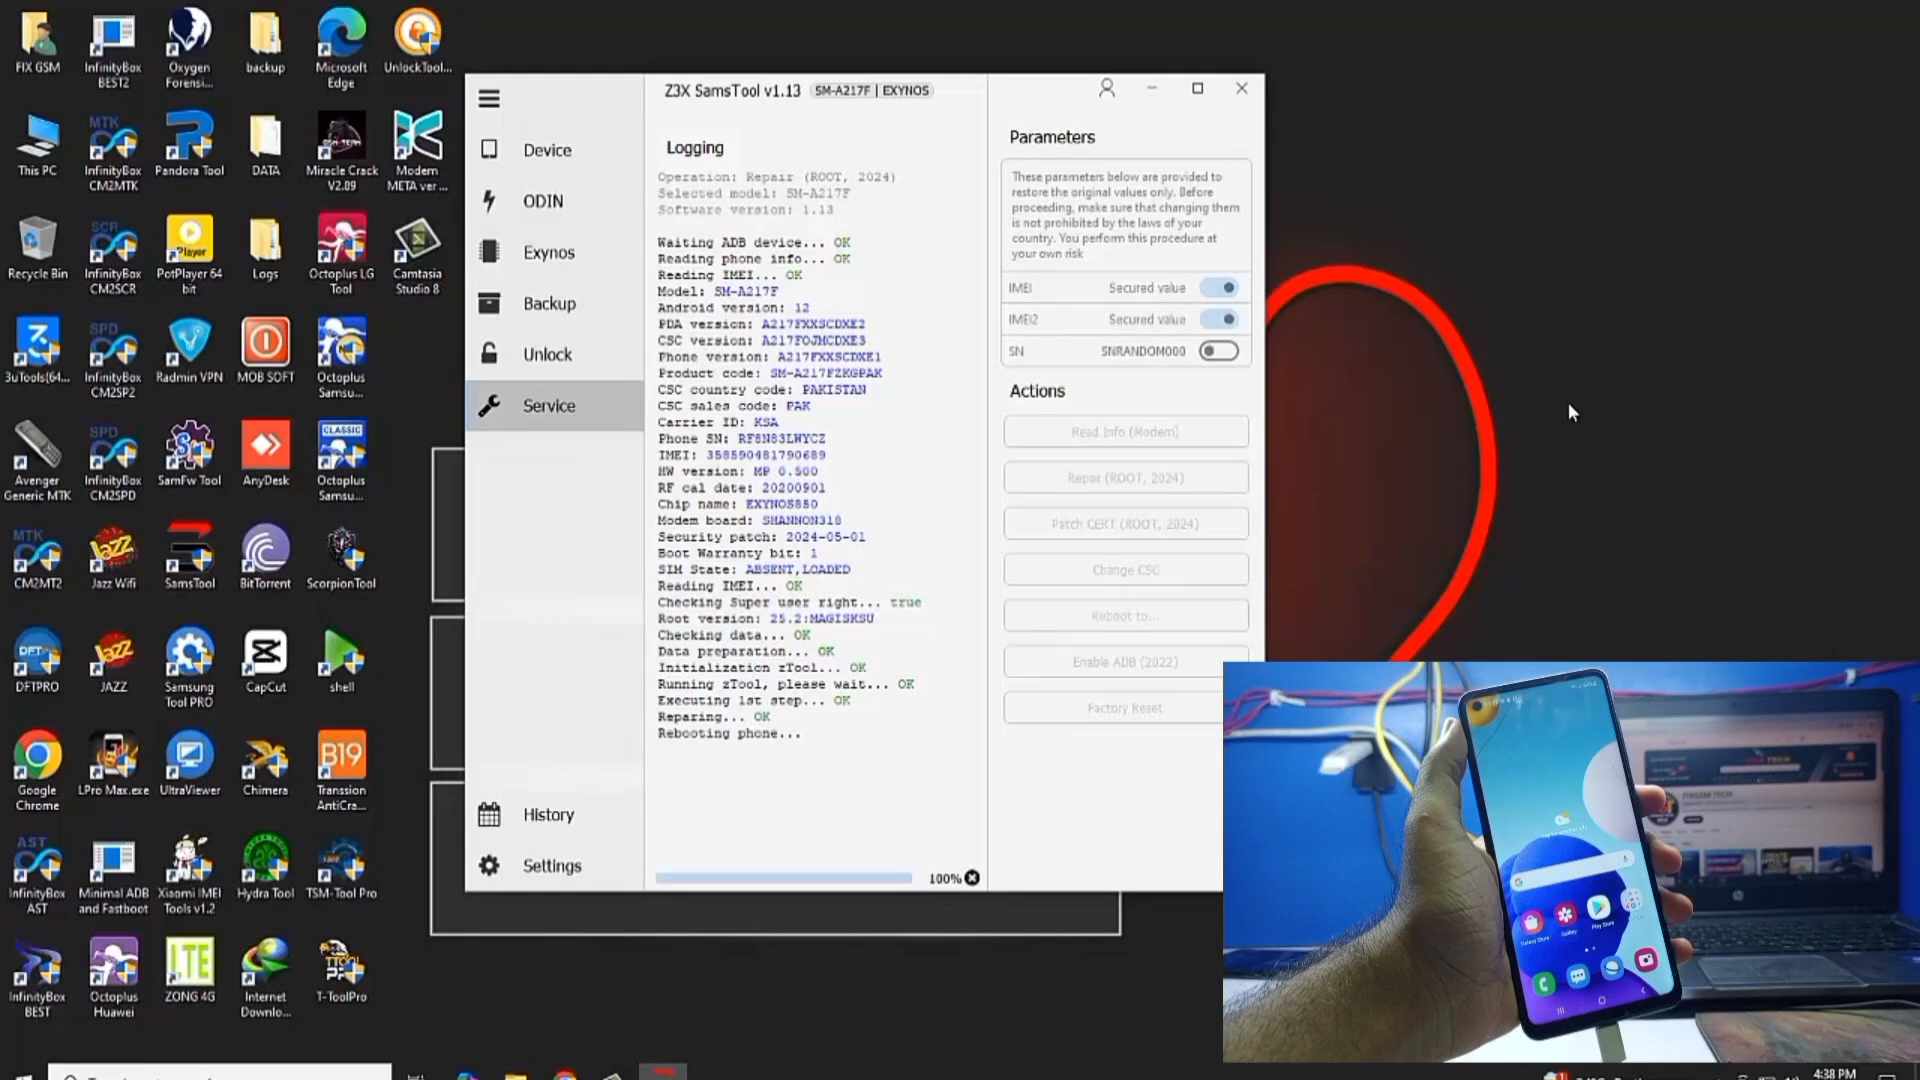 FIX GSM
InfinityBox BEST2
Oxygen Forensi...
backup
Microsoft Edge
UnlockTool...
This PC
InfinityBox CM2MTK
Pandora Tool
DATA
Miracle Crack V2.89
Modem META ver ...
Recycle Bin
InfinityBox CM2SCR
PotPlayer 64 bit
Logs
Octoplus LG Tool
Camtasia Studio 8
3uTools(64...
InfinityBox CM2SP2
Radmin VPN
MOB SOFT
Octoplus Samsu...
Avenger Generic MTK
InfinityBox CM2SPD
SamFw Tool
AnyDesk
Octoplus Samsu...
CM2MT2
Jazz Wifi
SamsTool
BitTorrent
ScorpionTool
DFTPRO
JAZZ
Samsung Tool PRO
CapCut
shell
Google Chrome
LPro Max.exe
UltraViewer
Chimera
Transsion AntiCra...
InfinityBox AST
Minimal ADB and Fastboot
Xiaomi IMEI Tools v1.2
Hydra Tool
TSM-Tool Pro
InfinityBox BEST
Octoplus Huawei
ZONG 4G
Internet Downlo...
T-ToolPro
Device
ODIN
Exynos
Backup
Unlock
Service
History
Settings
Z3X SamsTool v1.13 SM-A217F | EXYNOS
Logging
Operation: Repair (ROOT, 2024)
Selected model: SM-A217F
Software version: 1.13
Waiting ADB device... OK
Reading phone info... OK
Reading IMEI... OK
Model: SM-A217F
Android version: 12
PDA version: A217FXXSCDXE2
CSC version: A217FOJMCDXE3
Phone version: A217FXXSCDXE1
Product code: SM-A217FZKGPAK
CSC country code: PAKISTAN
CSC sales code: PAK
Carrier ID: KSA
Phone SN: RF8N83LWYCZ
IMEI: 358590481790689
HW version: MP 0.500
RF cal date: 20200901
Chip name: EXYNOS850
Modem board: SHANNON318
Security patch: 2024-05-01
Boot Warranty bit: 1
SIM State: ABSENT,LOADED
Reading IMEI... OK
Checking Super user right... true
Root version: 25.2:MAGISKSU
Checking data... OK
Data preparation... OK
Initialization zTool... OK
Running zTool, please wait... OK
Executing 1st step... OK
Reparing... OK
Rebooting phone...
100%
Parameters
These parameters below are provided to
restore the original values only. Before
proceeding, make sure that changing them
is not prohibited by the laws of your
country. You perform this procedure at
your own risk
IMEI Secured value
IMEI2 Secured value
SN SNRANDOM000
Actions
Read Info (Modem)
Repair (ROOT, 2024)
Patch CERT (ROOT, 2024)
Change CSC
Reboot to...
Enable ADB (2022)
Factory Reset
Galaxy Store
Gallery
Play Store
4:38 PM